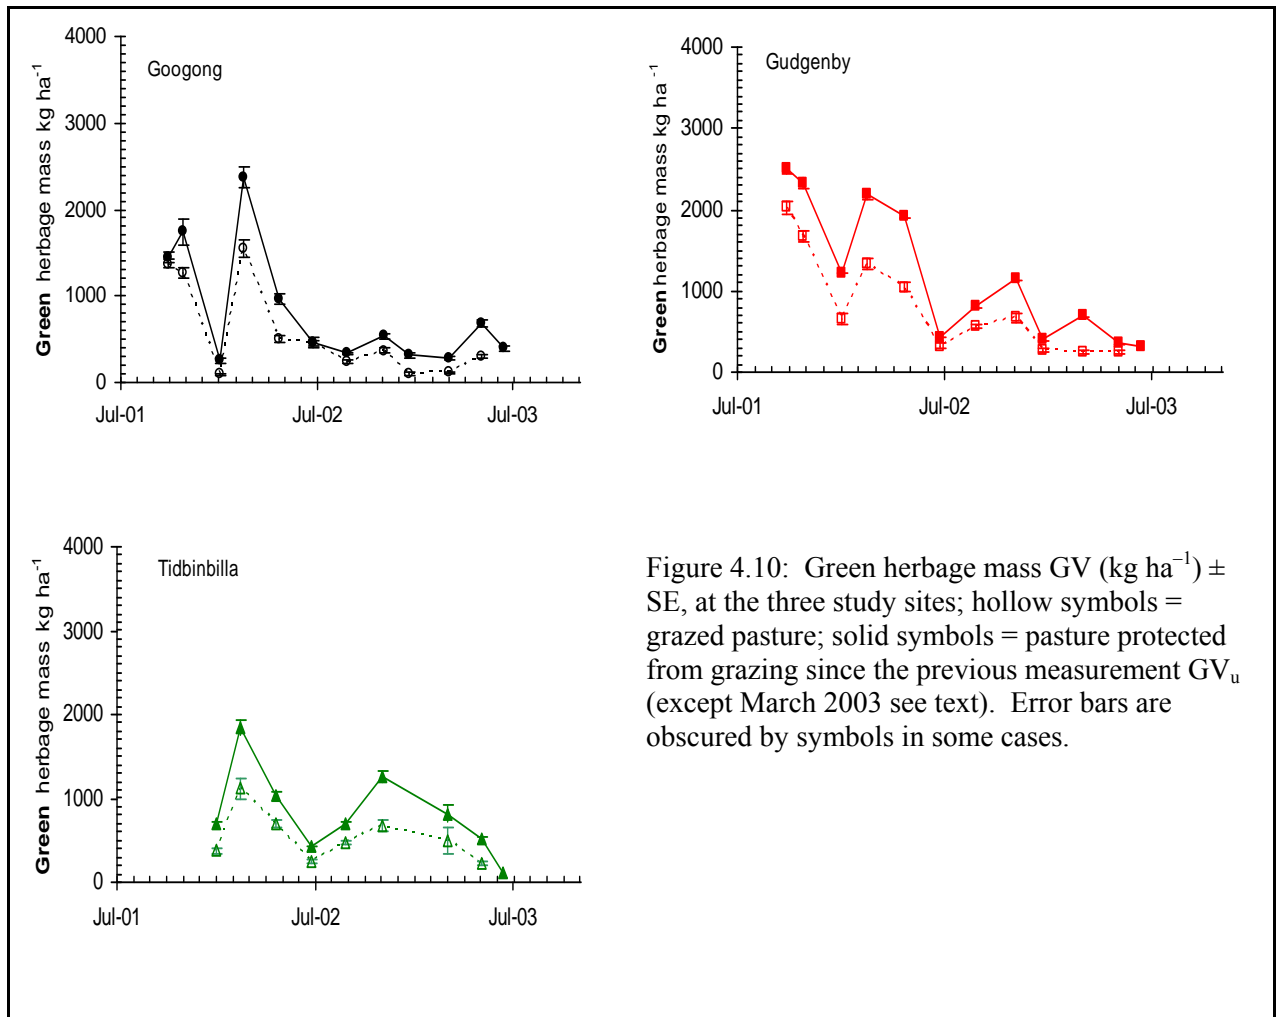 Googong
Green herbage mass kg ha⁻¹
4000
3000
2000
1000
0
Jul-01 Jul-02 Jul-03
Gudgenby
Green herbage mass kg ha⁻¹
4000
3000
2000
1000
0
Jul-01 Jul-02 Jul-03
Tidbinbilla
Green herbage mass kg ha⁻¹
4000
3000
2000
1000
0
Jul-01 Jul-02 Jul-03
Figure 4.10: Green herbage mass GV (kg ha⁻¹) ±
SE, at the three study sites; hollow symbols =
grazed pasture; solid symbols = pasture protected
from grazing since the previous measurement GVᵤ
(except March 2003 see text). Error bars are
obscured by symbols in some cases.